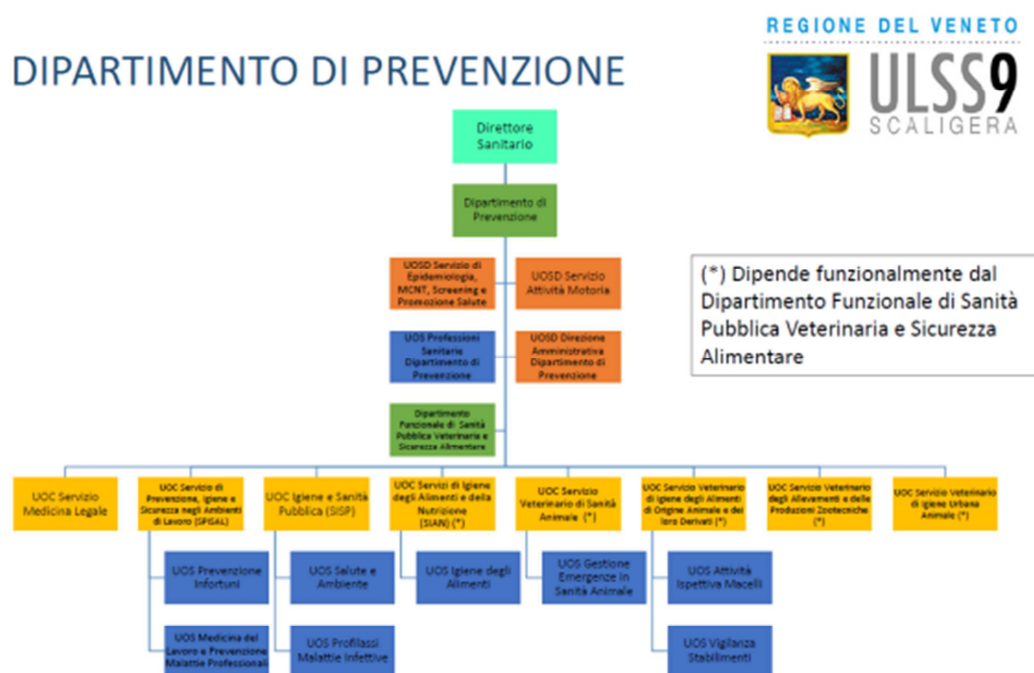 REGIONE DEL VENETO
ULSS9
SCALIGERA
DIPARTIMENTO DI PREVENZIONE
Direttore
Sanitario
Dipartimento di
Prevenzione
UOSD Servizio di
Epidemiologia,
MCNT, Screening e
Promozione Salute
UOSD Servizio
Attività Motoria
(*) Dipende funzionalmente dal
Dipartimento Funzionale di Sanità
Pubblica Veterinaria e Sicurezza
Alimentare
UOS Professioni
Sanitarie
Dipartimento di
Prevenzione
UOSD Direzione
Amministrativa
Dipartimento di
Prevenzione
Dipartimento
Funzionale di Sanità
Pubblica Veterinaria e
Sicurezza Alimentare
UOC Servizio
Medicina Legale
UOC Servizio di
Prevenzione, Igiene e
Sicurezza negli Ambienti
di Lavoro (SPISAL)
UOC Igiene e Sanità
Pubblica (SISP)
UOC Servizi di Igiene
degli Alimenti e della
Nutrizione
(SIAN) (*)
UOC Servizio
Veterinario di Sanità
Animale (*)
UOC Servizio Veterinario
di Igiene degli Alimenti
di Origine Animale e dei
loro Derivati (*)
UOC Servizio Veterinario
degli Allevamenti e delle
Produzioni Zootecniche
(*)
UOC Servizio Veterinario
di Igiene Urbana
Animale (*)
UOS Prevenzione
Infortuni
UOS Salute e
Ambiente
UOS Igiene degli
Alimenti
UOS Gestione
Emergenze in
Sanità Animale
UOS Attività
Ispettiva Macelli
UOS Medicina del
Lavoro e Prevenzione
Malattie Professionali
UOS Profilassi
Malattie Infettive
UOS Vigilanza
Stabilimenti